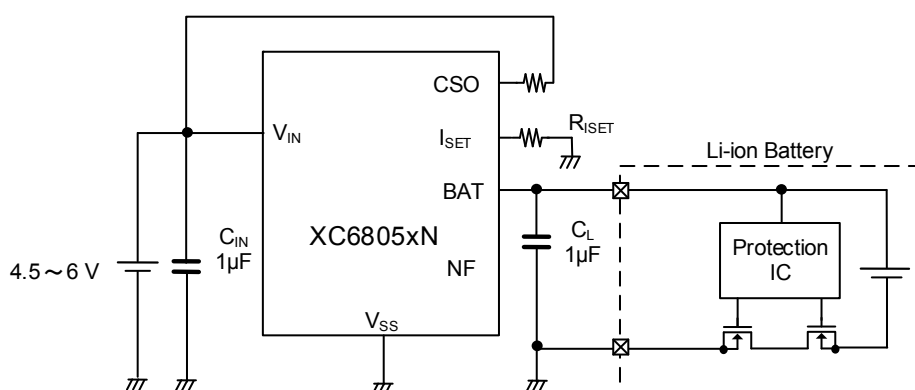 CSO
V_IN
I_SET
R_ISET
Li-ion Battery
BAT
C_IN
1μF
XC6805xN
C_L
1μF
Protection
IC
4.5～6 V
NF
V_SS